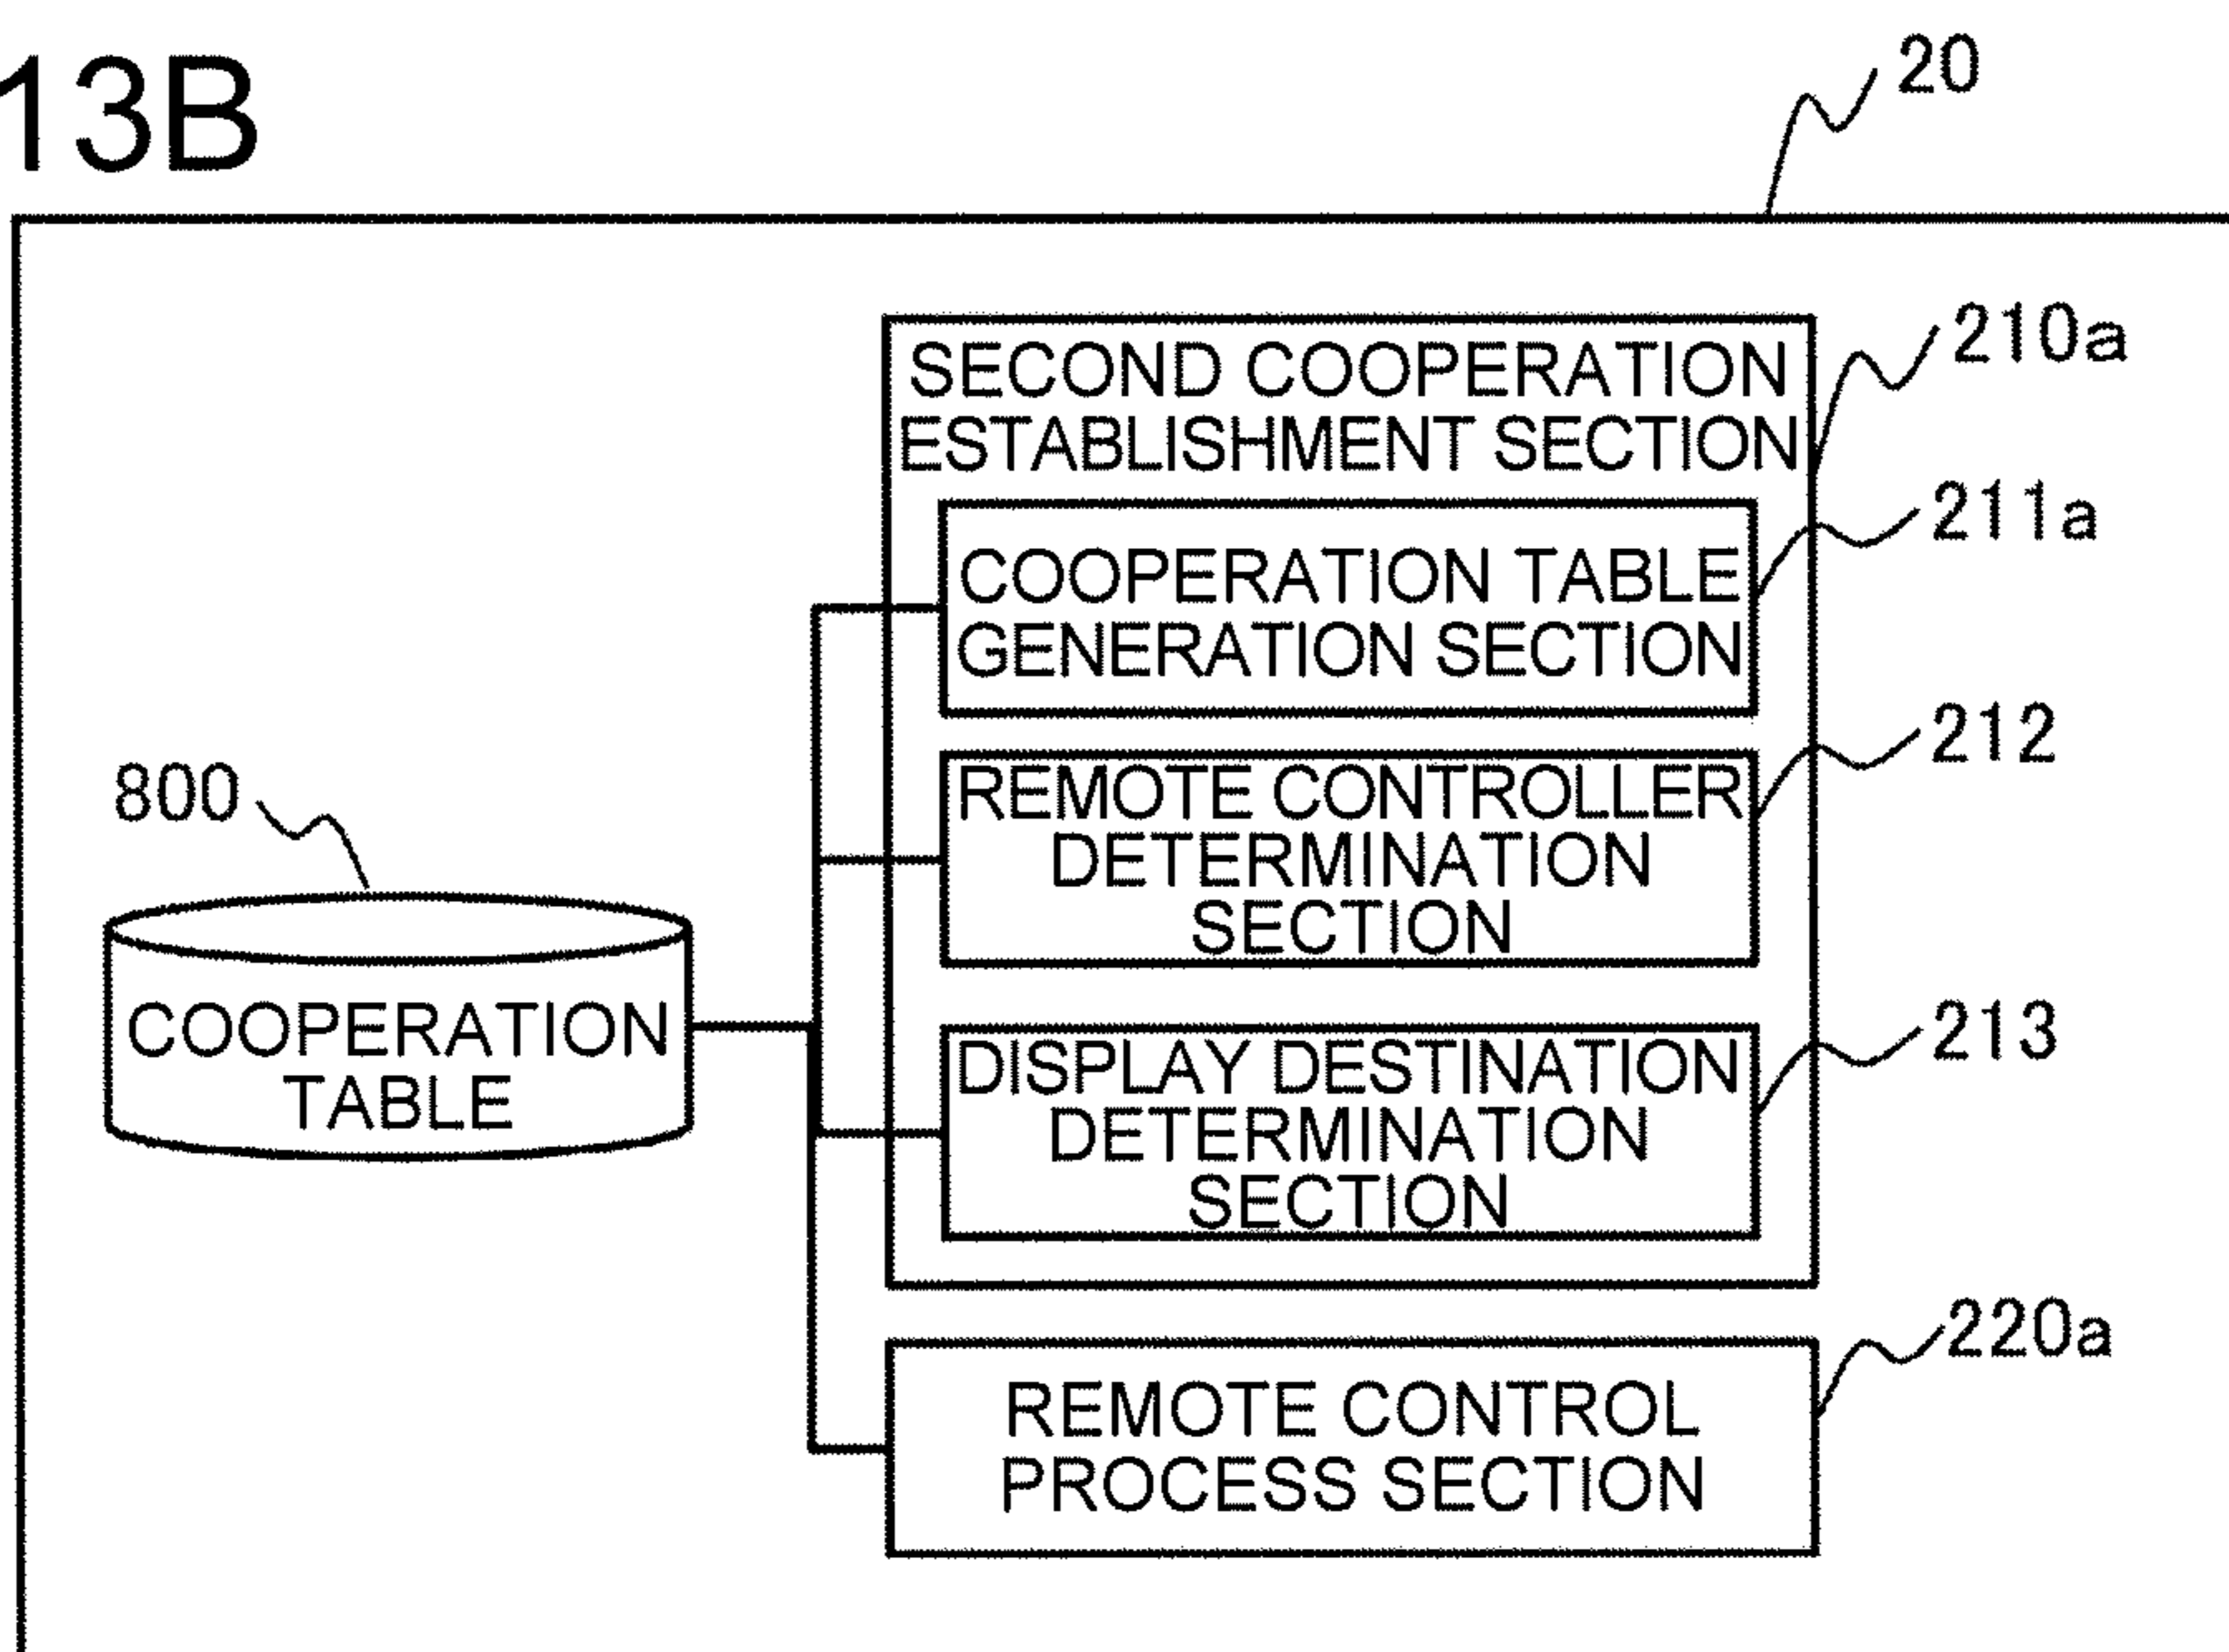 13B
20
SECOND COOPERATION
ESTABLISHMENT SECTION
210a
COOPERATION TABLE
GENERATION SECTION
211a
REMOTE CONTROLLER
DETERMINATION
SECTION
212
800
COOPERATION
TABLE
DISPLAY DESTINATION
DETERMINATION
SECTION
213
REMOTE CONTROL
PROCESS SECTION
220a